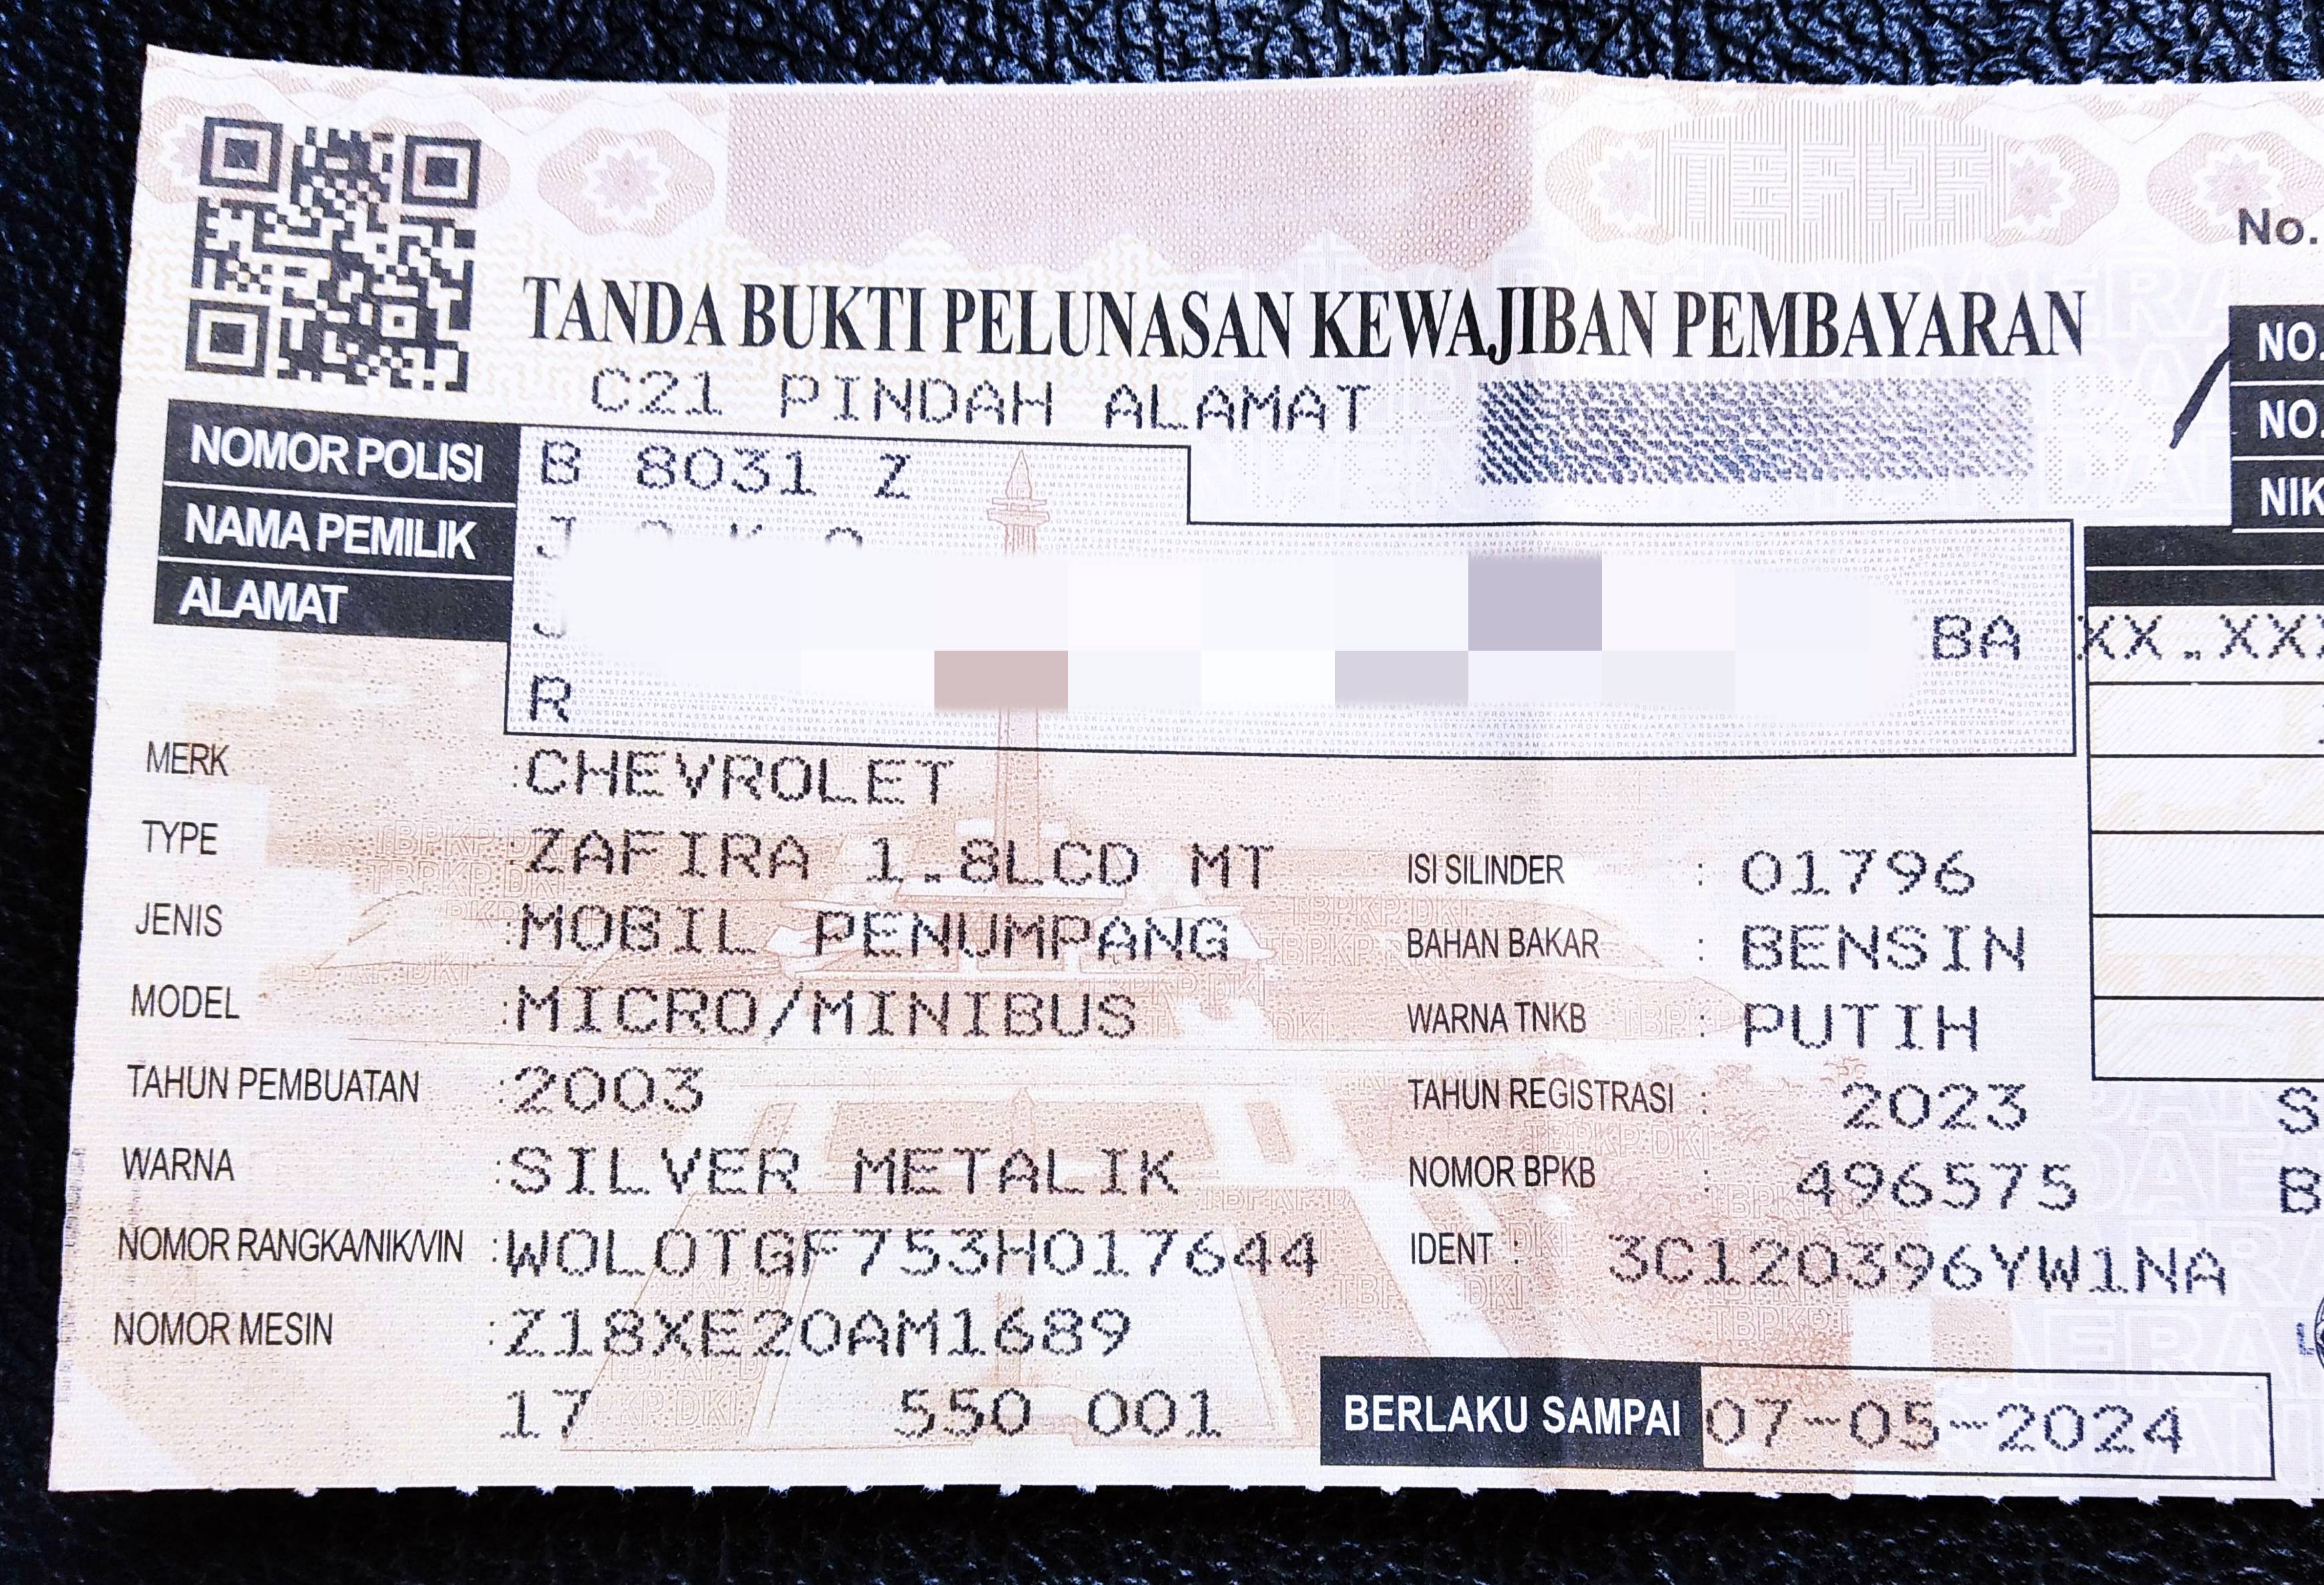 TANDA BUKTI PELUNASAN KEWAJIBAN PEMBAYARAN
No.
C21 PINDAH ALAMAT
NO.
NO.
NIK
NOMOR POLISI B 8031 Z
NAMA PEMILIK
ALAMAT BA XX.XXX
R
MERK :CHEVROLET
TYPE :ZAFIRA 1.8LCD MT
ISI SILINDER : 01796
JENIS :MOBIL PENUMPANG
BAHAN BAKAR : BENSIN
MODEL :MICRO/MINIBUS
WARNA TNKB : PUTIH
TAHUN PEMBUATAN :2003
TAHUN REGISTRASI : 2023
WARNA :SILVER METALIK
NOMOR BPKB : 496575
NOMOR RANGKA/NIK/VIN :WOLOTGF753H017644
IDENT : 3C120396YW1NA
NOMOR MESIN :Z18XE20AM1689
17 550 001
BERLAKU SAMPAI 07-05-2024